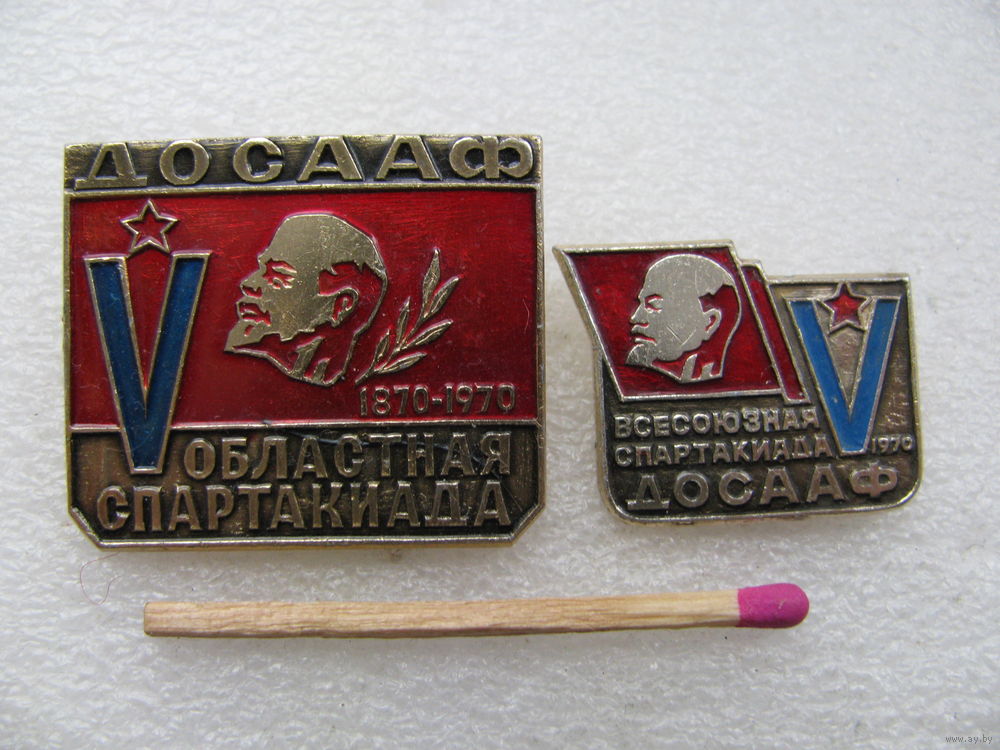 ДОСААФ
V
1870-1970
ОБЛАСТНАЯ
СПАРТАКИАДА
V
ВСЕСОЮЗНАЯ
СПАРТАКИАДА 1970
ДОСААФ
www.ay.by